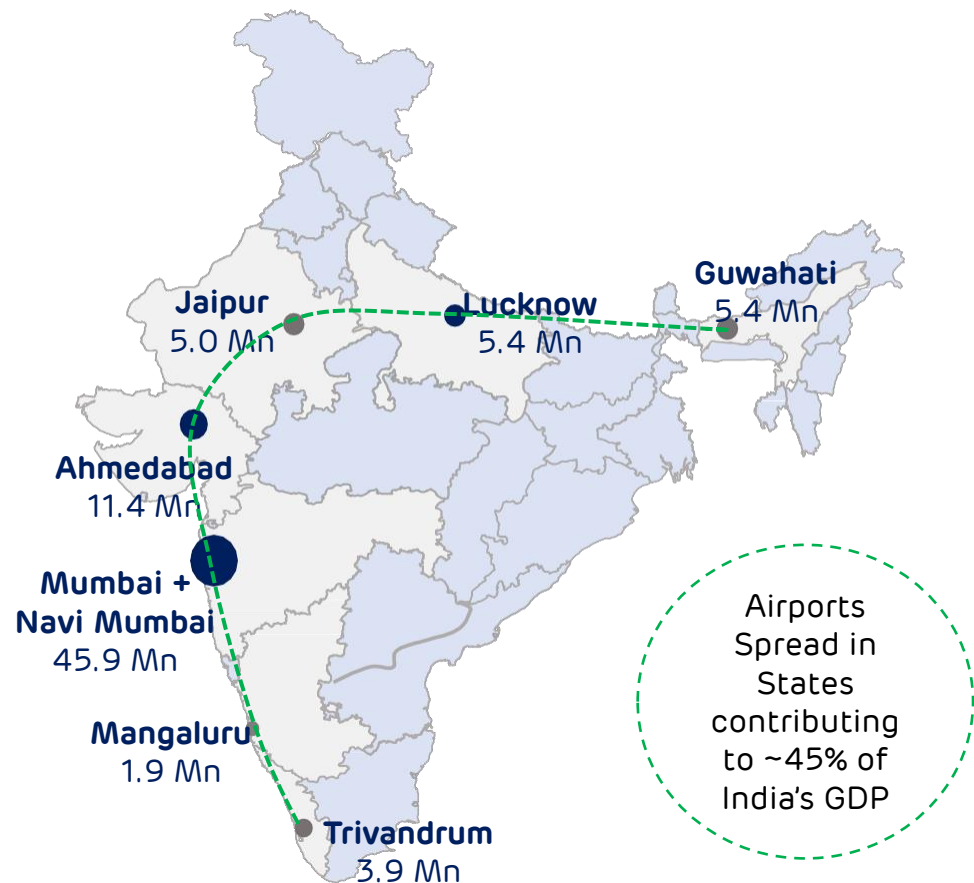 Guwahati
5.4 Mn
Jaipur
5.0 Mn
Lucknow
5.4 Mn
Ahmedabad
11.4 Mn
Mumbai +
Navi Mumbai
45.9 Mn
Mangaluru
1.9 Mn
Trivandrum
3.9 Mn
Airports
Spread in
States
contributing
to ~45% of
India's GDP